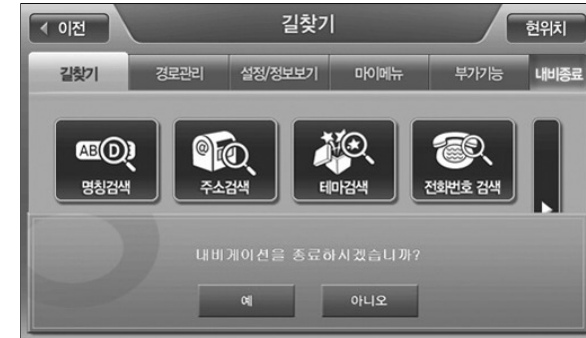 이전
길찾기
현위치
길찾기 경로관리 설정/정보보기 마이메뉴 부가기능 내비종료
AB D
명칭검색 주소검색 테마검색 전화번호 검색
내비게이션을 종료하시겠습니까?
예 아니오